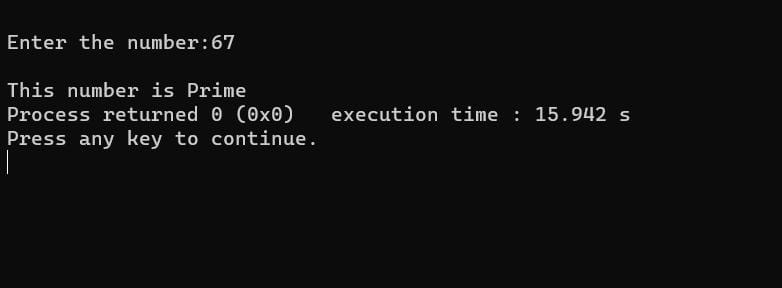 Enter the number:67
This number is Prime
Process returned 0 (0x0)   execution time : 15.942 s
Press any key to continue.